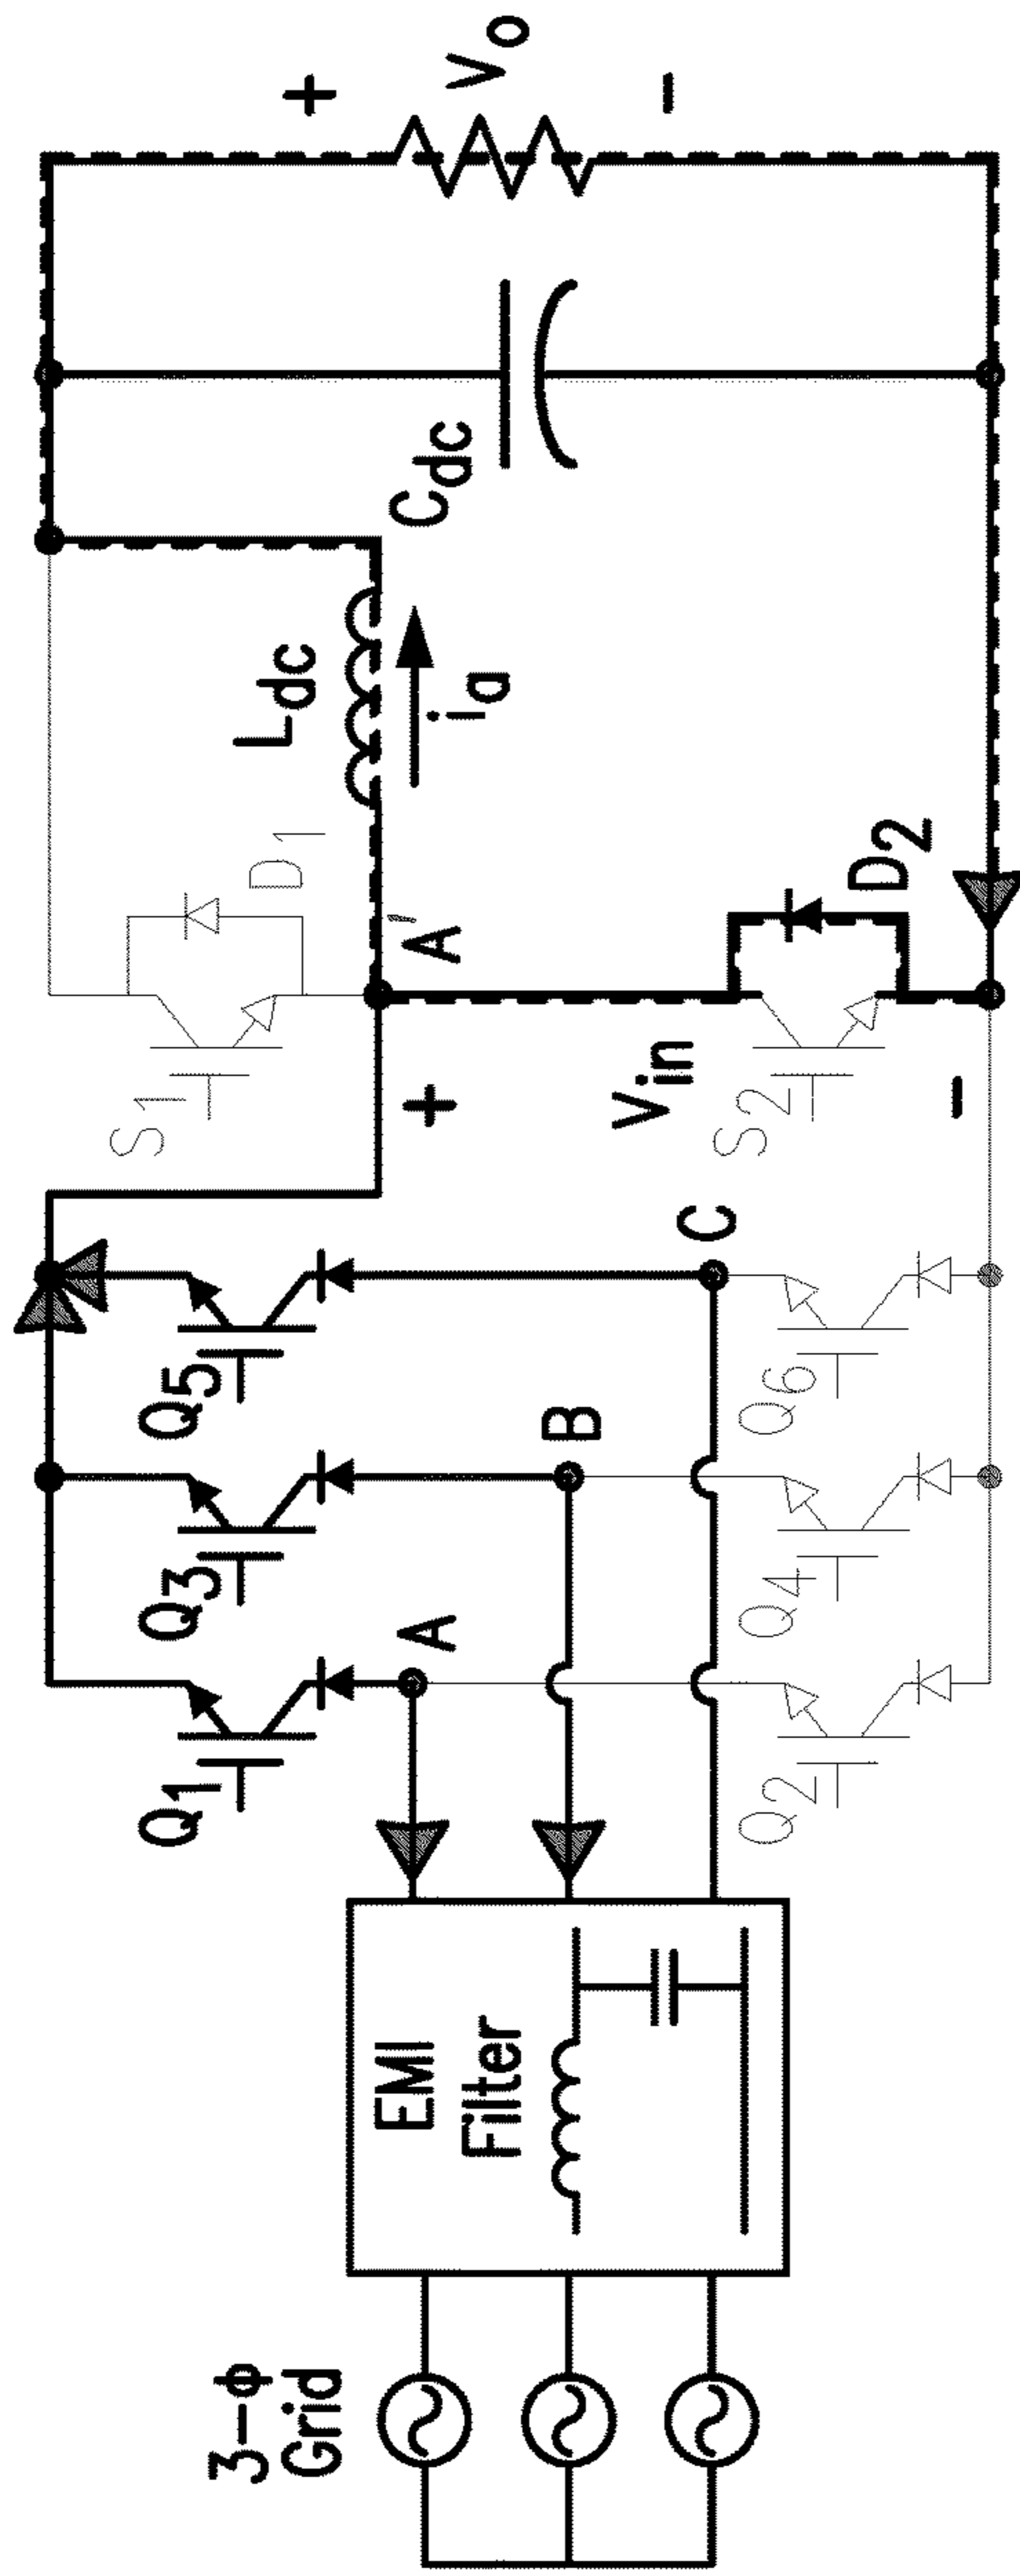 3-ϕ
Grid
EMI
Filter
Q1
Q3
Q5
A
B
C
Q2
Q4
Q6
S1
D1
S2
D2
+
Vin
-
A'
Ldc
ia
Cdc
+
Vo
-